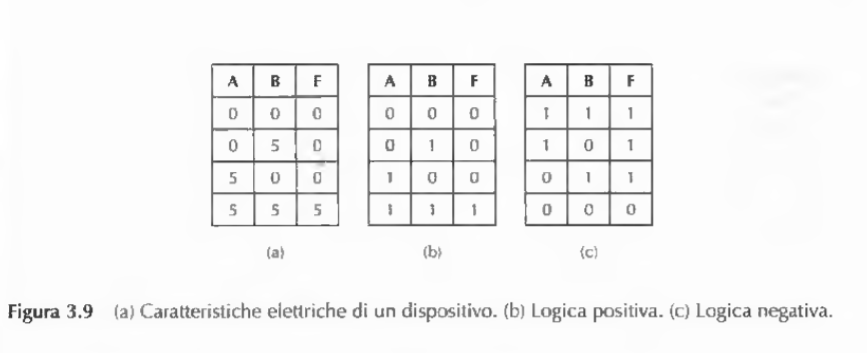 A B F A B F A B F
0 0 0 0 0 0 1 1 1
0 5 0 0 1 0 1 0 1
5 0 0 1 0 0 0 1 1
5 5 5 1 1 1 0 0 0
(a) (b) (c)
Figura 3.9 (a) Caratteristiche elettriche di un dispositivo. (b) Logica positiva. (c) Logica negativa.